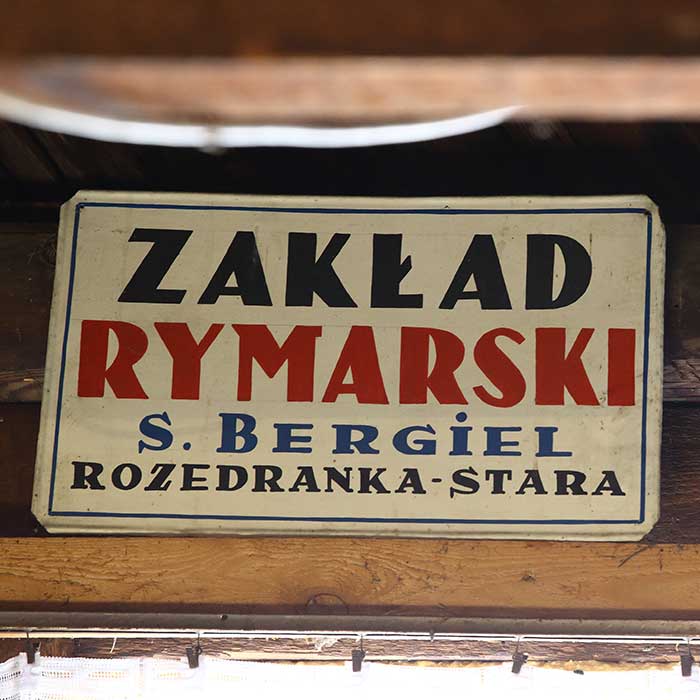 ZAKŁAD
RYMARSKI
S. BERGiEL
ROZEDRANKA-STARA